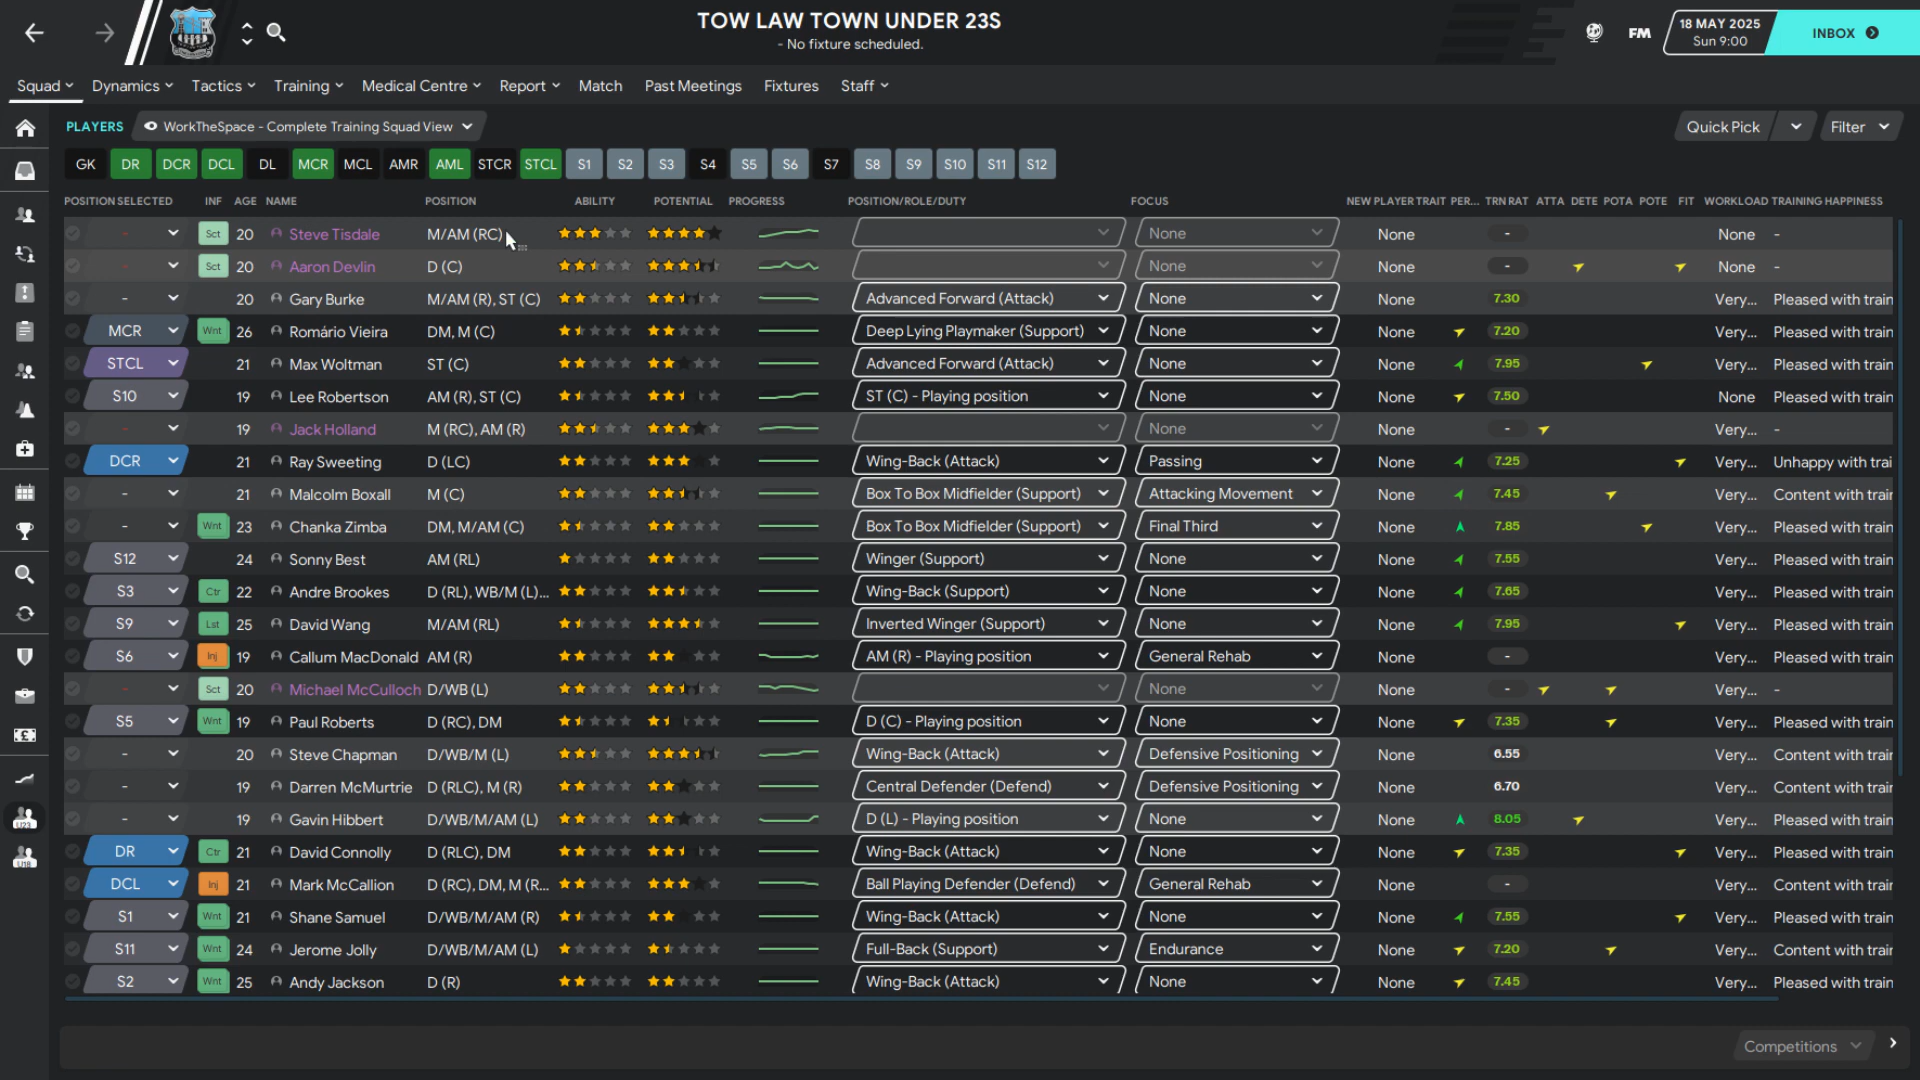 TOW LAW TOWN UNDER 23S
- No fixture scheduled.
FM
18 MAY 2025
Sun 9:00
INBOX
Squad Dynamics Tactics Training Medical Centre Report Match Past Meetings Fixtures Staff
PLAYERS WorkTheSpace - Complete Training Squad View Quick Pick Filter
GK DR DCR DCL DL MCR MCL AMR AML STCR STCL S1 S2 S3 S4 S5 S6 S7 S8 S9 S10 S11 S12
POSITION SELECTED INF AGE NAME POSITION ABILITY POTENTIAL PROGRESS POSITION/ROLE/DUTY FOCUS NEW PLAYER TRAIT PER... TRN RAT ATTA DETE POTA POTE FIT WORKLOAD TRAINING HAPPINESS
- Sct 20 Steve Tisdale M/AM (RC) None None - None -
- Sct 20 Aaron Devlin D (C) None None - None -
- 20 Gary Burke M/AM (R), ST (C) Advanced Forward (Attack) None None 7.30 Very... Pleased with train
MCR Wnt 26 Romário Vieira DM, M (C) Deep Lying Playmaker (Support) None None 7.20 Very... Pleased with train
STCL 21 Max Woltman ST (C) Advanced Forward (Attack) None None 7.95 Very... Pleased with train
S10 19 Lee Robertson AM (R), ST (C) ST (C) - Playing position None None 7.50 None Pleased with train
- 19 Jack Holland M (RC), AM (R) None None - Very... -
DCR 21 Ray Sweeting D (LC) Wing-Back (Attack) Passing None 7.25 Very... Unhappy with trai
- 21 Malcolm Boxall M (C) Box To Box Midfielder (Support) Attacking Movement None 7.45 Very... Content with train
- Wnt 23 Chanka Zimba DM, M/AM (C) Box To Box Midfielder (Support) Final Third None 7.85 Very... Pleased with train
S12 24 Sonny Best AM (RL) Winger (Support) None None 7.55 Very... Pleased with train
S3 Ctr 22 Andre Brookes D (RL), WB/M (L)... Wing-Back (Support) None None 7.65 Very... Pleased with train
S9 Lst 25 David Wang M/AM (RL) Inverted Winger (Support) None None 7.95 Very... Pleased with train
S6 Inj 19 Callum MacDonald AM (R) AM (R) - Playing position General Rehab None - Very... Pleased with train
- Sct 20 Michael McCulloch D/WB (L) None None - Very... -
S5 Wnt 19 Paul Roberts D (RC), DM D (C) - Playing position None None 7.35 Very... Pleased with train
- 20 Steve Chapman D/WB/M (L) Wing-Back (Attack) Defensive Positioning None 6.55 Very... Content with train
- 19 Darren McMurtrie D (RLC), M (R) Central Defender (Defend) Defensive Positioning None 6.70 Very... Content with train
- 19 Gavin Hibbert D/WB/M/AM (L) D (L) - Playing position None None 8.05 Very... Pleased with train
DR Ctr 21 David Connolly D (RLC), DM Wing-Back (Attack) None None 7.35 Very... Pleased with train
DCL Inj 21 Mark McCallion D (RC), DM, M (R... Ball Playing Defender (Defend) General Rehab None - Very... Content with train
S1 Wnt 21 Shane Samuel D/WB/M/AM (R) Wing-Back (Attack) None None 7.55 Very... Pleased with train
S11 Wnt 24 Jerome Jolly D/WB/M/AM (L) Full-Back (Support) Endurance None 7.20 Very... Content with train
S2 Wnt 25 Andy Jackson D (R) Wing-Back (Attack) None None 7.45 Very... Pleased with train
U23
U18
Competitions